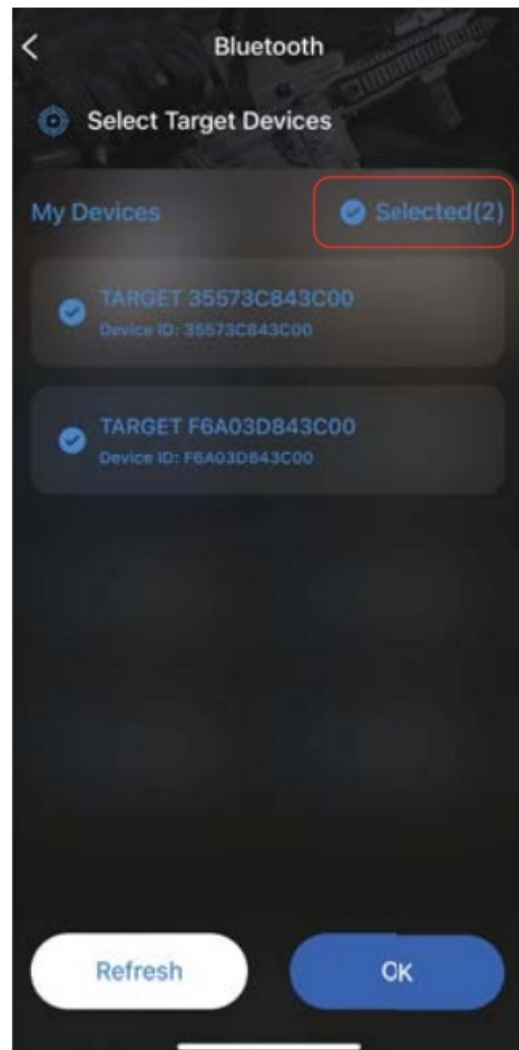 Bluetooth
Select Target Devices
My Devices Selected(2)
TARGET 35573C843C00
Device ID: 35573C843C00
TARGET F6A03D843C00
Device ID: F6A03D843C00
Refresh OK